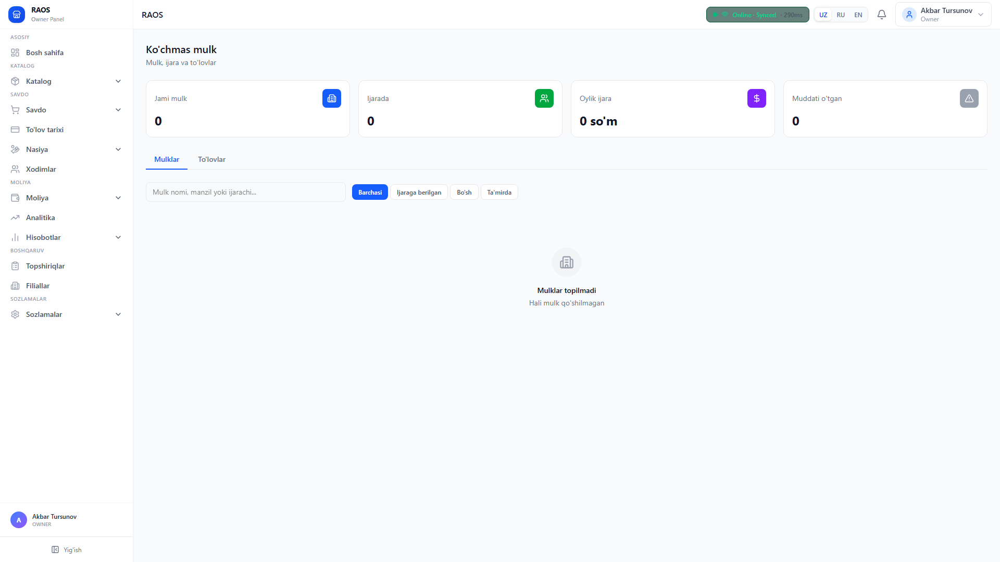 RAOS
Owner Panel
ASOSIY
Bosh sahifa
KATALOG
Katalog
SAVDO
Savdo
To'lov tarixi
Nasiya
Xodimlar
MOLIYA
Moliya
Analitika
Hisobotlar
BOSHQARUV
Topshiriqlar
Filiallar
SOZLAMALAR
Sozlamalar
A
Akbar Tursunov
OWNER
Yig'ish
RAOS
Online · Synced · 290ms
UZ RU EN
Akbar Tursunov
Owner
Ko'chmas mulk
Mulk, ijara va to'lovlar
Jami mulk
0
Ijarada
0
Oylik ijara
0 so'm
Muddati o'tgan
0
Mulklar To'lovlar
Mulk nomi, manzil yoki ijarachi...
Barchasi Ijaraga berilgan Bo'sh Ta'mirda
Mulklar topilmadi
Hali mulk qo'shilmagan